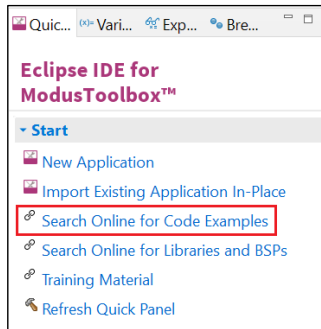 Quic... (x)= Vari... Exp... Bre...
Eclipse IDE for
ModusToolbox™
Start
New Application
Import Existing Application In-Place
Search Online for Code Examples
Search Online for Libraries and BSPs
Training Material
Refresh Quick Panel